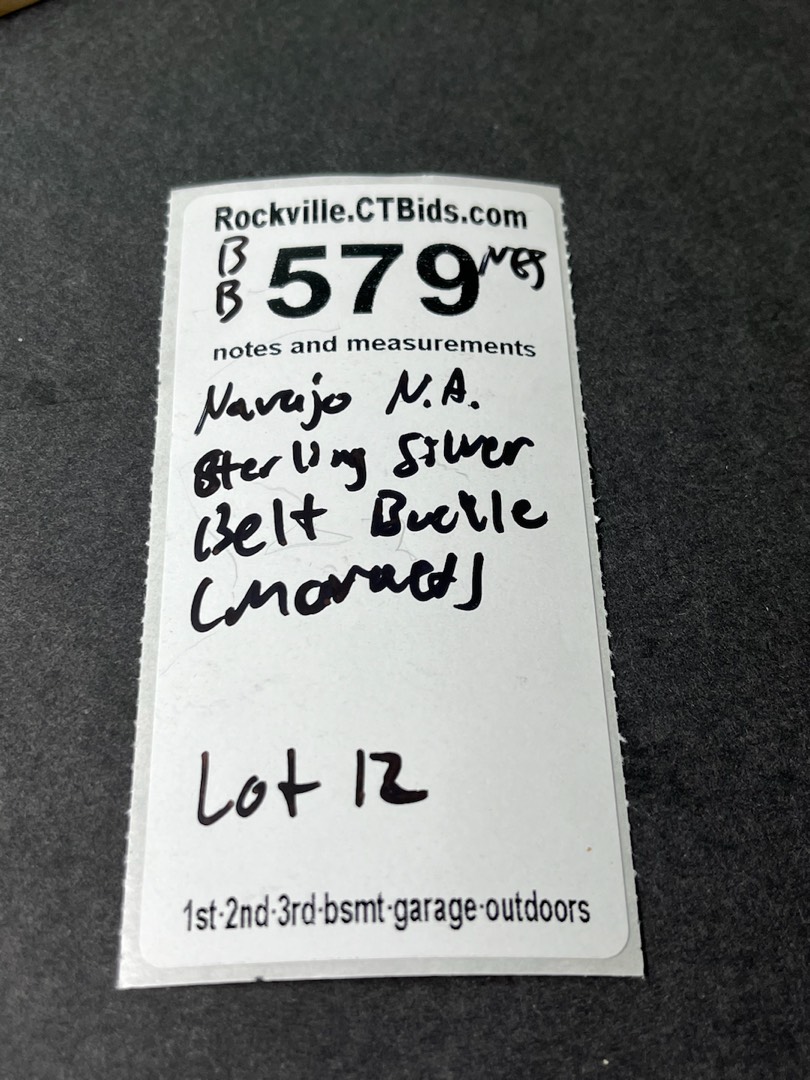 Rockville.CTBids.com
B
B 579
notes and measurements
Navajo N.A.
Sterling Silver
Belt Buckle
Lot 12
1st-2nd-3rd-bsmt-garage-outdoors